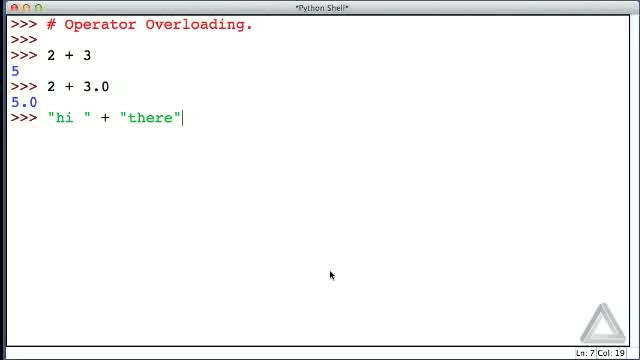 *Python Shell*
>>> # Operator Overloading.
>>>
>>> 2 + 3
5
>>> 2 + 3.0
5.0
>>> "hi " + "there"
Ln: 7 Col: 19